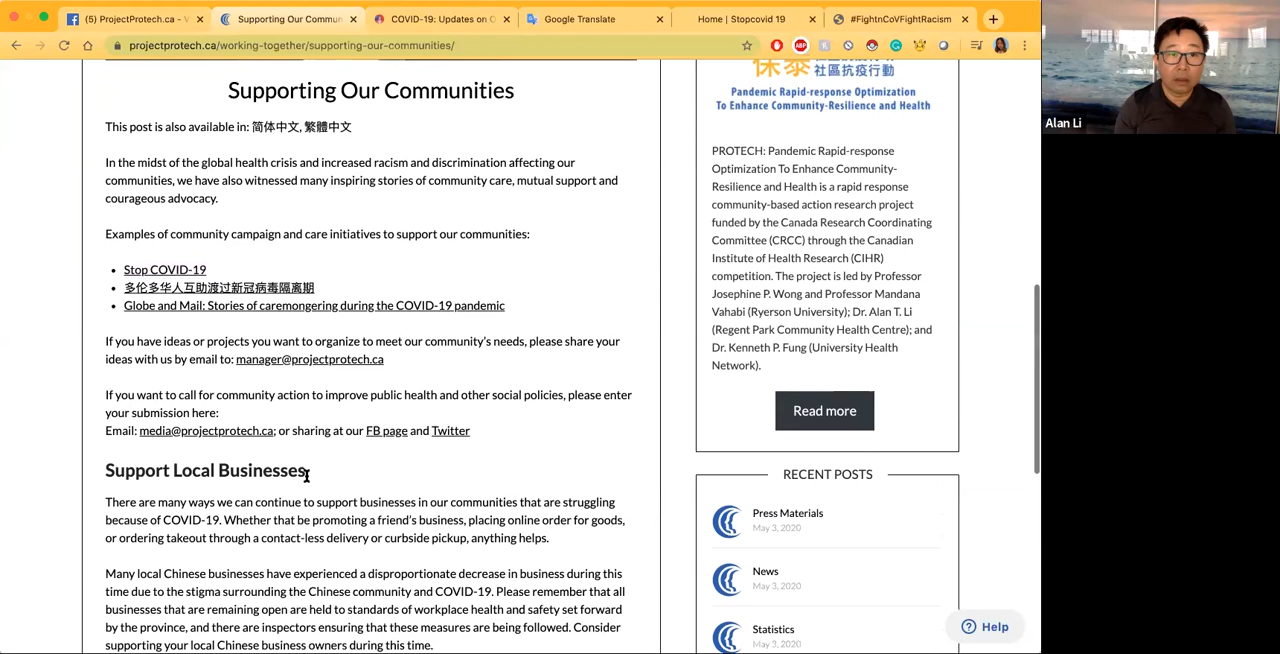 (5) ProjectProtech.ca - V
Supporting Our Commun
COVID-19: Updates on C
Google Translate
Home | Stopcovid 19
#FightnCoVFightRacism
projectprotech.ca/working-together/supporting-our-communities/
Supporting Our Communities
This post is also available in: 简体中文, 繁體中文
In the midst of the global health crisis and increased racism and discrimination affecting our
communities, we have also witnessed many inspiring stories of community care, mutual support and
courageous advocacy.
Examples of community campaign and care initiatives to support our communities:
Stop COVID-19
多伦多华人互助渡过新冠病毒隔离期
Globe and Mail: Stories of caremongering during the COVID-19 pandemic
If you have ideas or projects you want to organize to meet our community's needs, please share your
ideas with us by email to: manager@projectprotech.ca
If you want to call for community action to improve public health and other social policies, please enter
your submission here:
Email: media@projectprotech.ca; or sharing at our FB page and Twitter
Support Local Businesses
There are many ways we can continue to support businesses in our communities that are struggling
because of COVID-19. Whether that be promoting a friend's business, placing online order for goods,
or ordering takeout through a contact-less delivery or curbside pickup, anything helps.
Many local Chinese businesses have experienced a disproportionate decrease in business during this
time due to the stigma surrounding the Chinese community and COVID-19. Please remember that all
businesses that are remaining open are held to standards of workplace health and safety set forward
by the province, and there are inspectors ensuring that these measures are being followed. Consider
supporting your local Chinese business owners during this time.
保泰 社區抗疫行動
Pandemic Rapid-response Optimization
To Enhance Community-Resilience and Health
PROTECH: Pandemic Rapid-response
Optimization To Enhance Community-
Resilience and Health is a rapid response
community-based action research project
funded by the Canada Research Coordinating
Committee (CRCC) through the Canadian
Institute of Health Research (CIHR)
competition. The project is led by Professor
Josephine P. Wong and Professor Mandana
Vahabi (Ryerson University); Dr. Alan T. Li
(Regent Park Community Health Centre); and
Dr. Kenneth P. Fung (University Health
Network).
Read more
RECENT POSTS
Press Materials
May 3, 2020
News
May 3, 2020
Statistics
May 3, 2020
Help
Alan Li